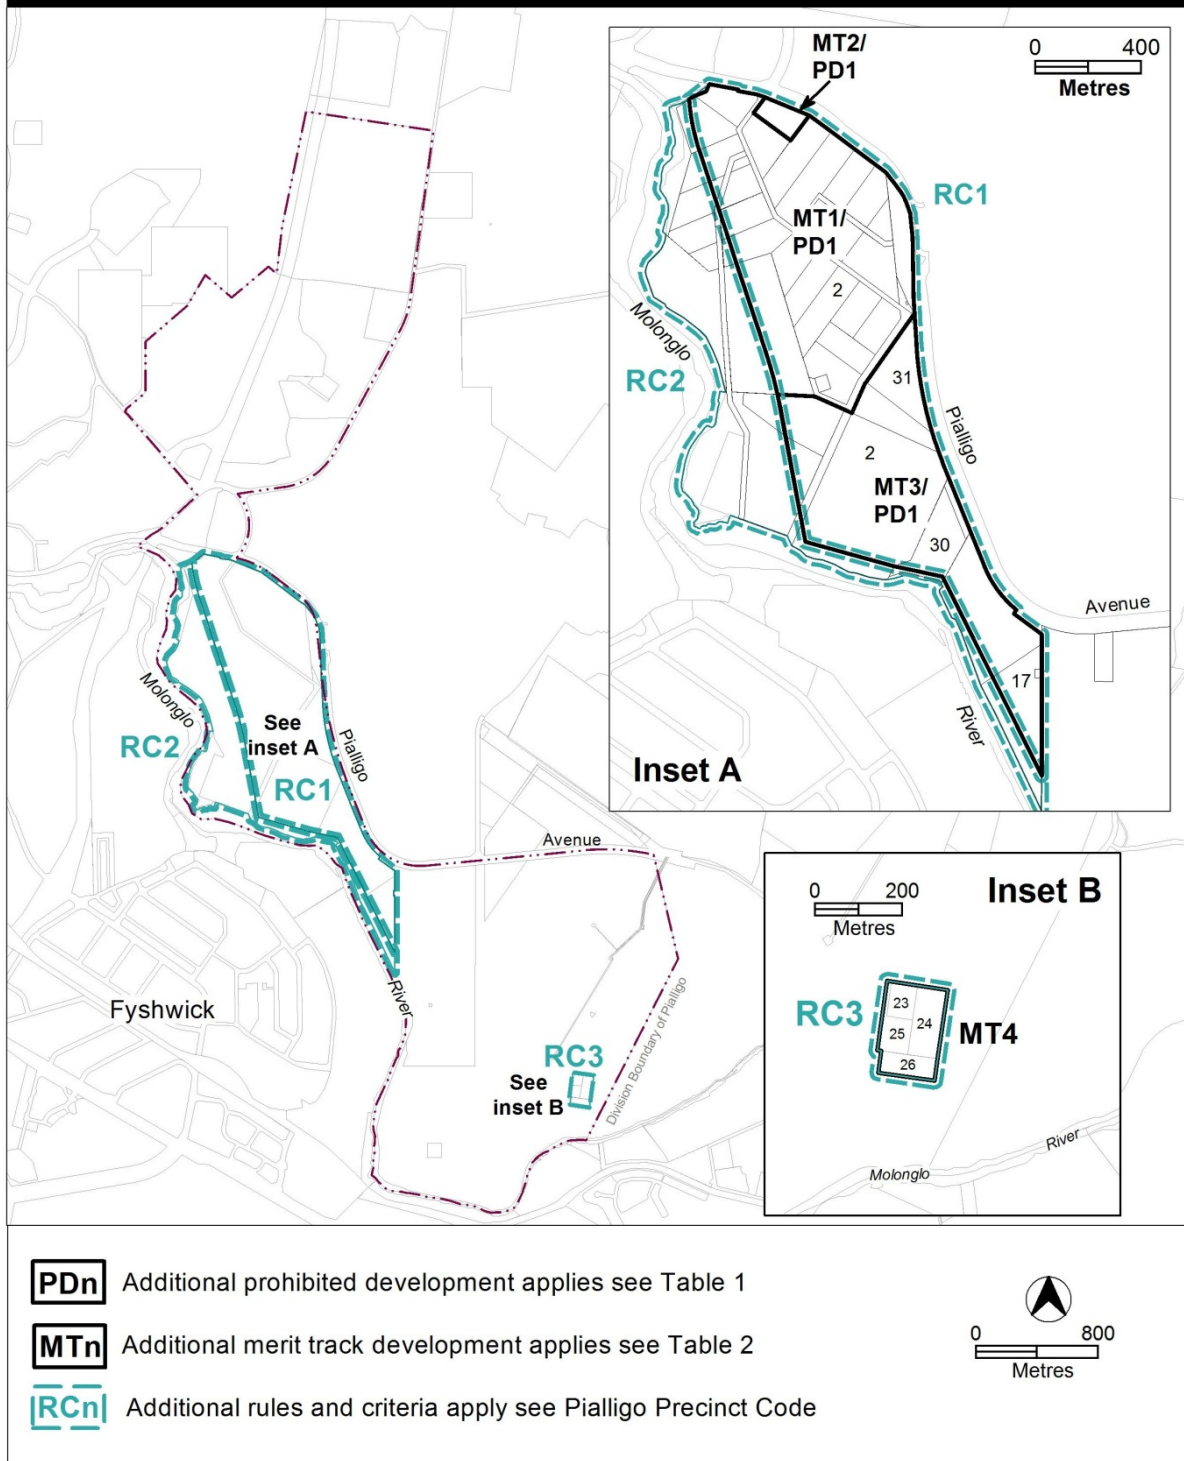 MT2/
PD1
0 400
Metres
RC1
MT1/
PD1
2
Molonglo
RC2
31
Pialligo
2
MT3/
PD1
30
Avenue
17
River
Inset A
Molonglo
RC2
See
inset A
Pialligo
RC1
Avenue
River
Fyshwick
RC3
See
inset B
Division Boundary of Pialligo
Inset B
0 200
Metres
RC3
23
24
25
26
MT4
Molonglo
River
PDn Additional prohibited development applies see Table 1
MTn Additional merit track development applies see Table 2
RCn Additional rules and criteria apply see Pialligo Precinct Code
0 800
Metres